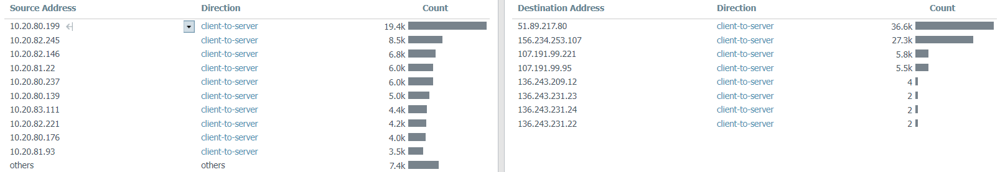 Source Address Direction Count
10.20.80.199 client-to-server 19.4k
10.20.82.245 client-to-server 8.5k
10.20.82.146 client-to-server 6.8k
10.20.81.22 client-to-server 6.0k
10.20.80.237 client-to-server 6.0k
10.20.80.139 client-to-server 5.0k
10.20.83.111 client-to-server 4.4k
10.20.82.221 client-to-server 4.2k
10.20.80.176 client-to-server 4.0k
10.20.81.93 client-to-server 3.5k
others others 7.4k
Destination Address Direction Count
51.89.217.80 client-to-server 36.6k
156.234.253.107 client-to-server 27.3k
107.191.99.221 client-to-server 5.8k
107.191.99.95 client-to-server 5.5k
136.243.209.12 client-to-server 4
136.243.231.23 client-to-server 2
136.243.231.24 client-to-server 2
136.243.231.22 client-to-server 2